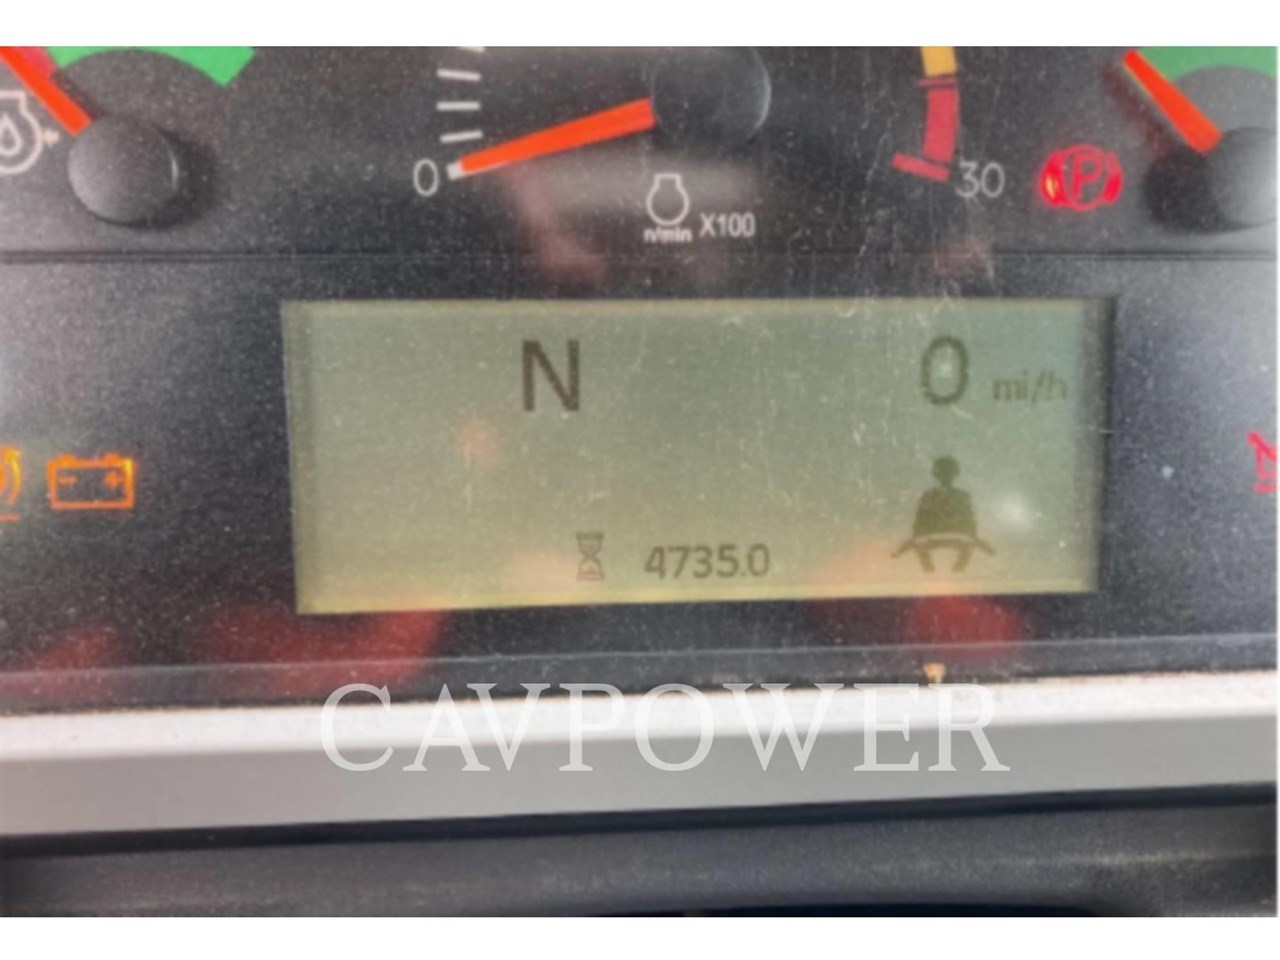 0
30
P
n/min X100
N
0 mi/h
4735.0
CAVPOWER